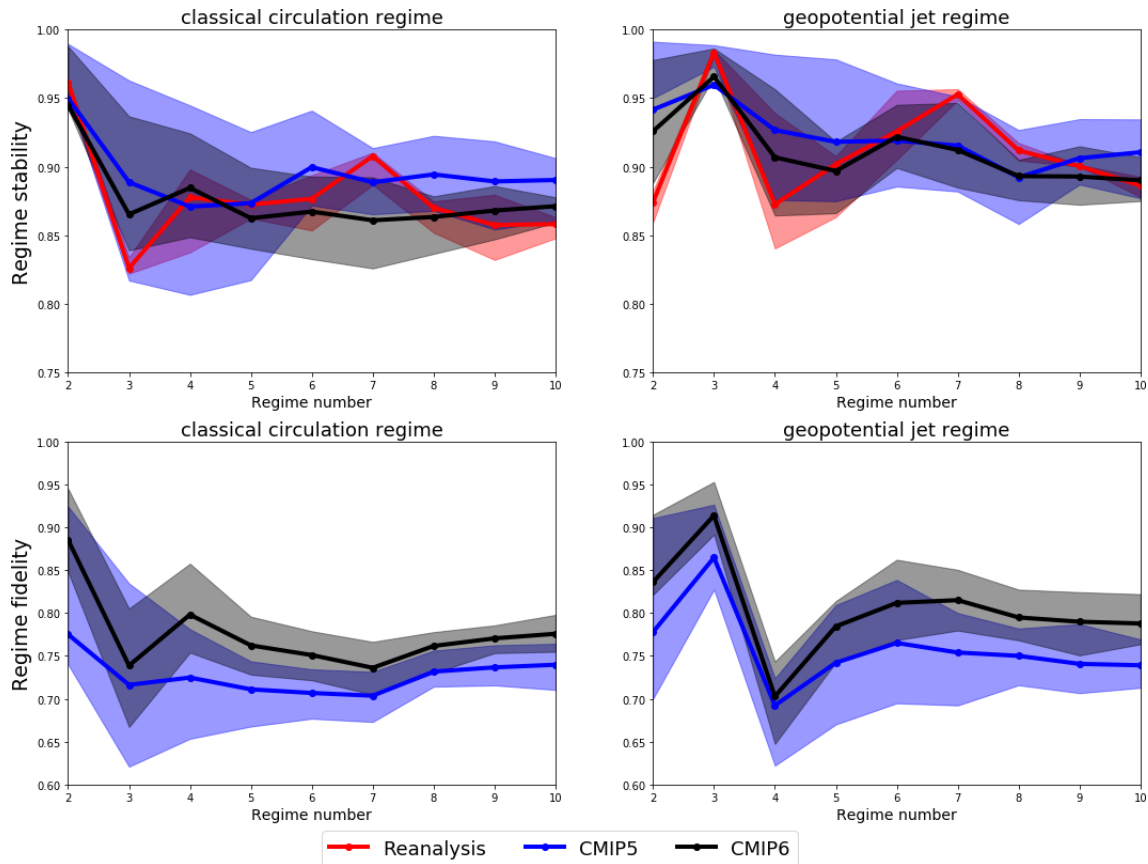 classical circulation regime
geopotential jet regime
Regime stability
1.00
0.95
0.90
0.85
0.80
0.75
2 3 4 5 6 7 8 9 10
Regime number
1.00
0.95
0.90
0.85
0.80
0.75
2 3 4 5 6 7 8 9 10
Regime number
classical circulation regime
geopotential jet regime
Regime fidelity
1.00
0.95
0.90
0.85
0.80
0.75
0.70
0.65
0.60
2 3 4 5 6 7 8 9 10
Regime number
1.00
0.95
0.90
0.85
0.80
0.75
0.70
0.65
0.60
2 3 4 5 6 7 8 9 10
Regime number
Reanalysis CMIP5 CMIP6